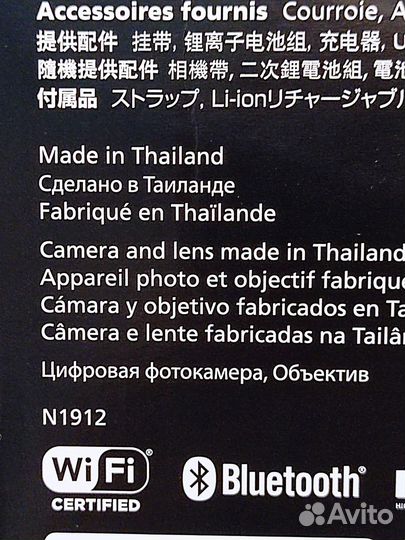 Accessoires fournis Courroie,
提供配件 挂带, 锂离子电池组, 充电器,
隨機提供配件 相機帶, 二次鋰電池組,
付属品 ストラップ, Li-ionリチャージャブル
Made in Thailand
Сделано в Таиланде
Fabriqué en Thaïlande
Camera and lens made in Thailand
Appareil photo et objectif fabriqué
Cámara y objetivo fabricados en
Câmera e lente fabricadas na
Цифровая фотокамера, Объектив
N1912
Wi Fi
CERTIFIED
Bluetooth
Avito